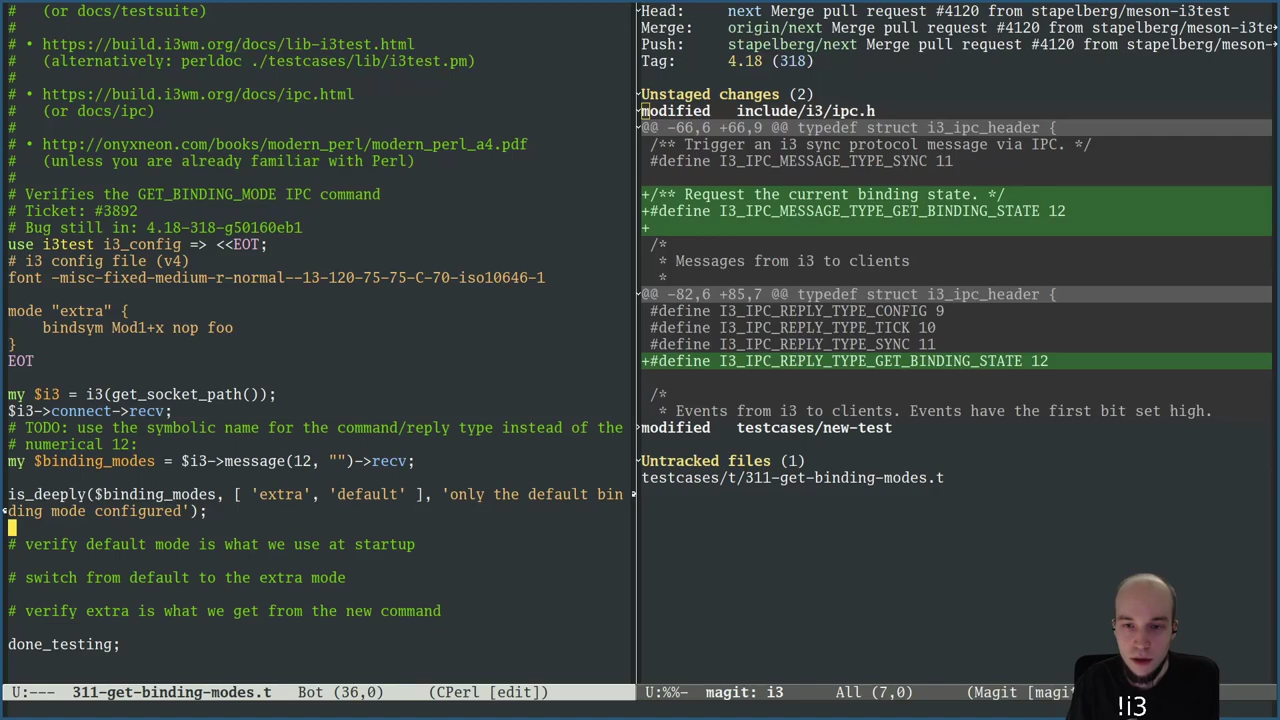 #   (or docs/testsuite)
#
# • https://build.i3wm.org/docs/lib-i3test.html
#   (alternatively: perldoc ./testcases/lib/i3test.pm)
#
# • https://build.i3wm.org/docs/ipc.html
#   (or docs/ipc)
#
# • http://onyxneon.com/books/modern_perl/modern_perl_a4.pdf
#   (unless you are already familiar with Perl)
#
# Verifies the GET_BINDING_MODE IPC command
# Ticket: #3892
# Bug still in: 4.18-318-g50160eb1
use i3test i3_config => <<EOT;
# i3 config file (v4)
font -misc-fixed-medium-r-normal--13-120-75-75-C-70-iso10646-1
mode "extra" {
    bindsym Mod1+x nop foo
}
EOT
my $i3 = i3(get_socket_path());
$i3->connect->recv;
# TODO: use the symbolic name for the command/reply type instead of the
# numerical 12:
my $binding_modes = $i3->message(12, "")->recv;
is_deeply($binding_modes, [ 'extra', 'default' ], 'only the default bin
ding mode configured');
# verify default mode is what we use at startup
# switch from default to the extra mode
# verify extra is what we get from the new command
done_testing;
U:---  311-get-binding-modes.t   Bot (36,0)     (CPerl [edit])
Head:     next Merge pull request #4120 from stapelberg/meson-i3test
Merge:    origin/next Merge pull request #4120 from stapelberg/meson-i3te
Push:     stapelberg/next Merge pull request #4120 from stapelberg/meson-
Tag:      4.18 (318)
Unstaged changes (2)
modified   include/i3/ipc.h
@@ -66,6 +66,9 @@ typedef struct i3_ipc_header {
 /** Trigger an i3 sync protocol message via IPC. */
 #define I3_IPC_MESSAGE_TYPE_SYNC 11
+/** Request the current binding state. */
+#define I3_IPC_MESSAGE_TYPE_GET_BINDING_STATE 12
+
 /*
  * Messages from i3 to clients
  *
@@ -82,6 +85,7 @@ typedef struct i3_ipc_header {
 #define I3_IPC_REPLY_TYPE_CONFIG 9
 #define I3_IPC_REPLY_TYPE_TICK 10
 #define I3_IPC_REPLY_TYPE_SYNC 11
+#define I3_IPC_REPLY_TYPE_GET_BINDING_STATE 12
 /*
  * Events from i3 to clients. Events have the first bit set high.
modified   testcases/new-test
Untracked files (1)
testcases/t/311-get-binding-modes.t
U:%%-  magit: i3      All (7,0)      (Magit [magit
!i3